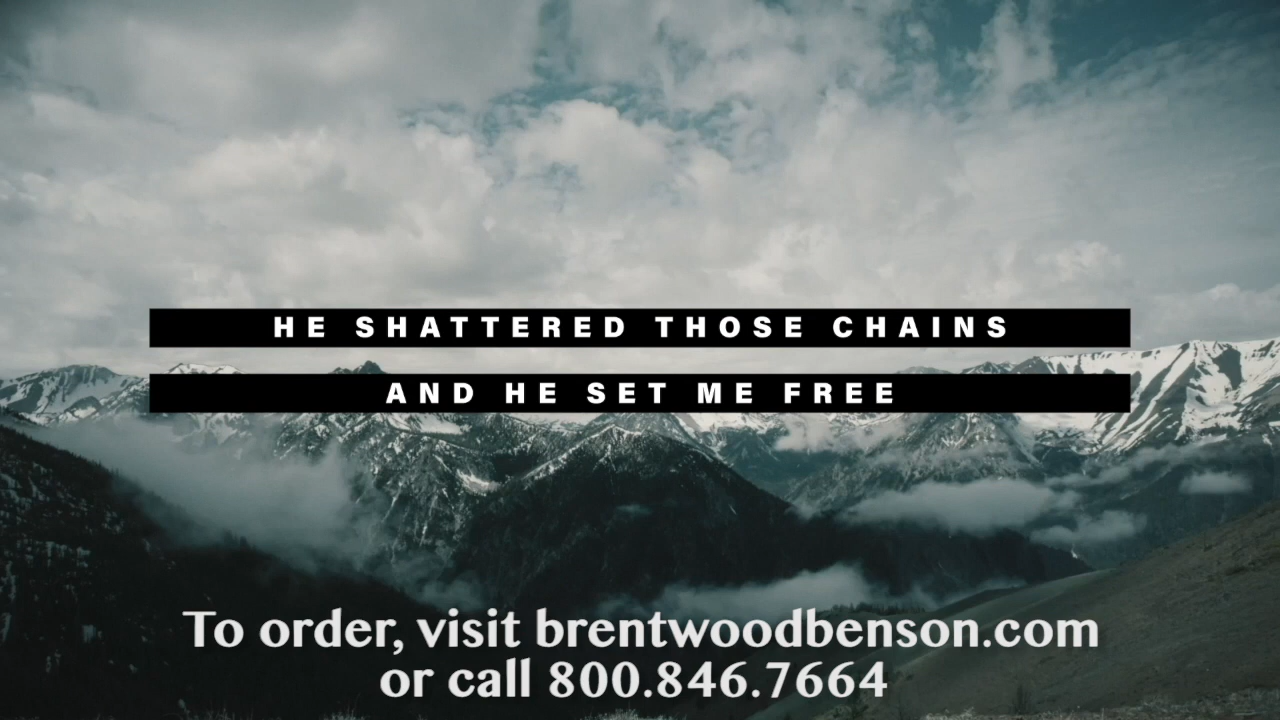 HE SHATTERED THOSE CHAINS
AND HE SET ME FREE
To order, visit brentwoodbenson.com
or call 800.846.7664